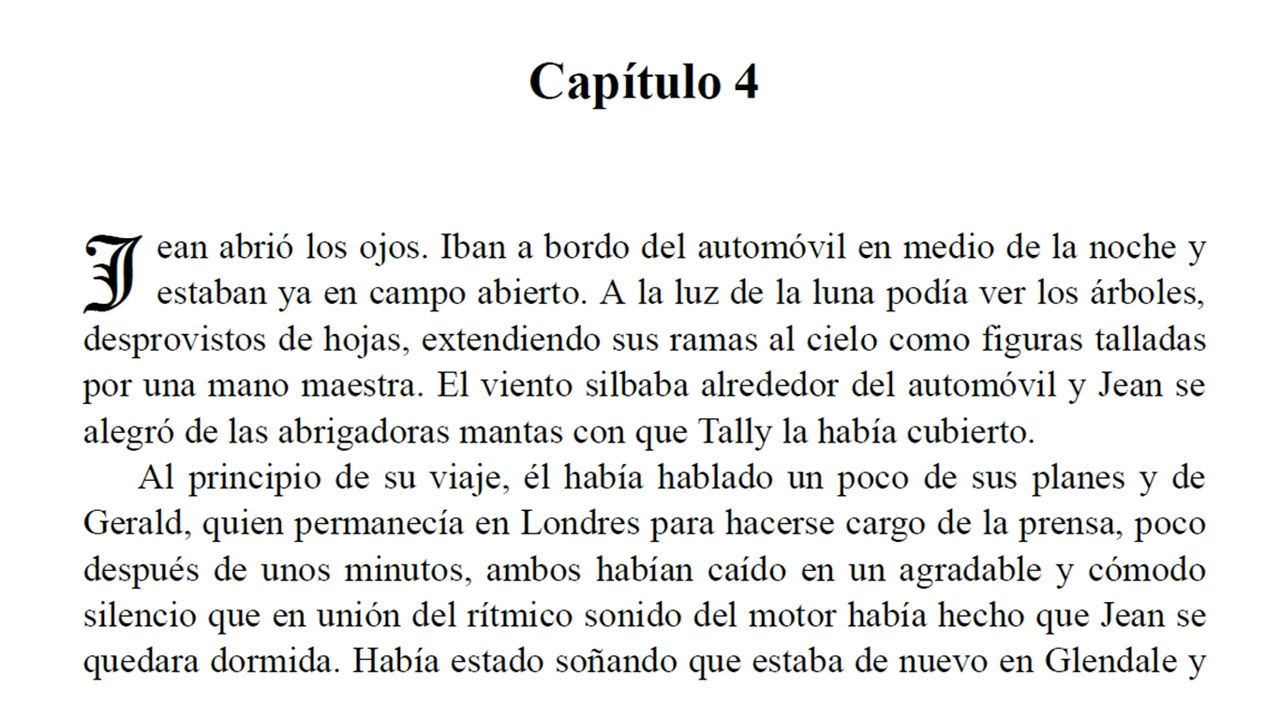 Capítulo 4
Jean abrió los ojos. Iban a bordo del automóvil en medio de la noche y
estaban ya en campo abierto. A la luz de la luna podía ver los árboles,
desprovistos de hojas, extendiendo sus ramas al cielo como figuras talladas
por una mano maestra. El viento silbaba alrededor del automóvil y Jean se
alegró de las abrigadoras mantas con que Tally la había cubierto.
Al principio de su viaje, él había hablado un poco de sus planes y de
Gerald, quien permanecía en Londres para hacerse cargo de la prensa, poco
después de unos minutos, ambos habían caído en un agradable y cómodo
silencio que en unión del rítmico sonido del motor había hecho que Jean se
quedara dormida. Había estado soñando que estaba de nuevo en Glendale y